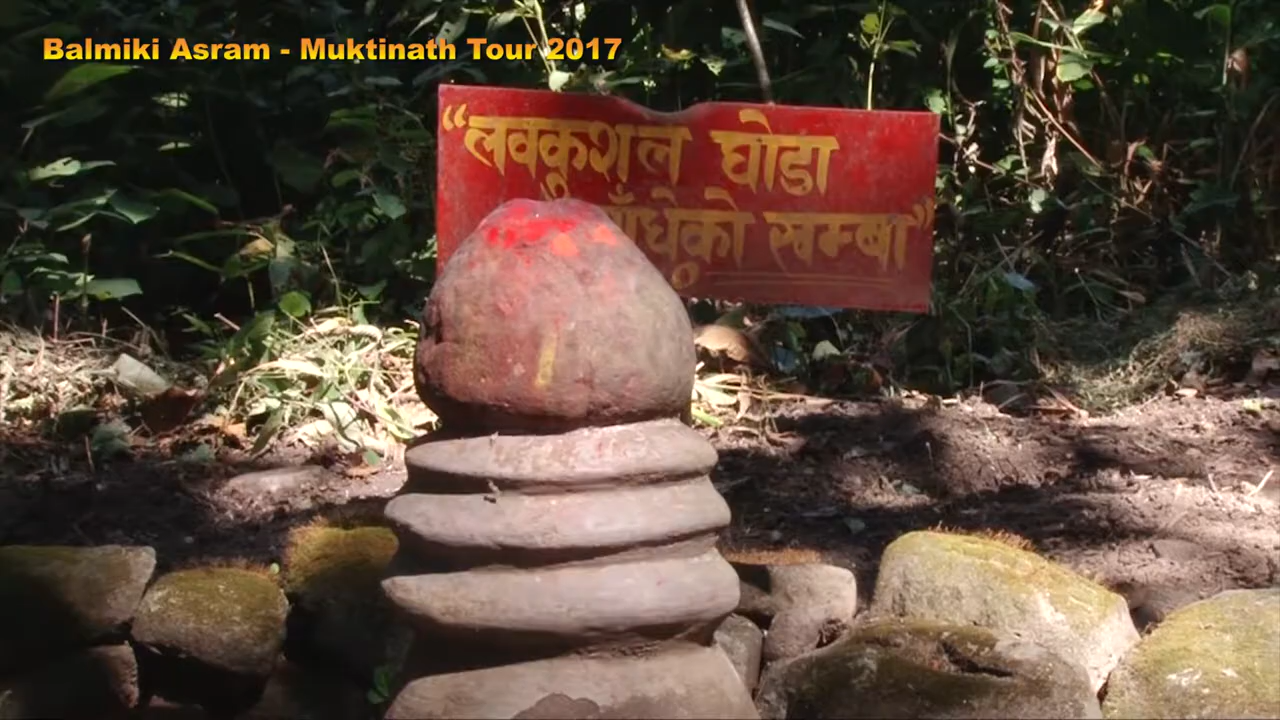 Balmiki Asram - Muktinath Tour 2017
“लवकुशले घोडा
बाँधेको खम्बा”